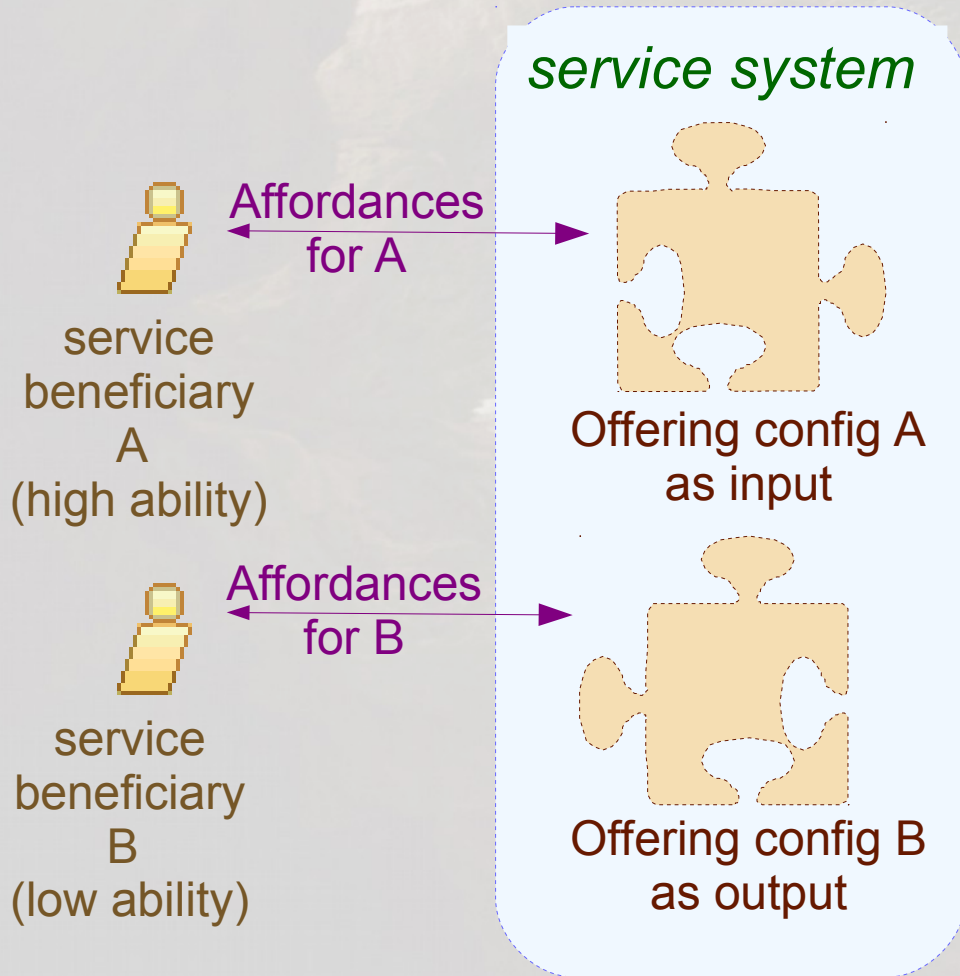 service system
Affordances
for A
service
beneficiary
A
(high ability)
Offering config A
as input
Affordances
for B
service
beneficiary
B
(low ability)
Offering config B
as output